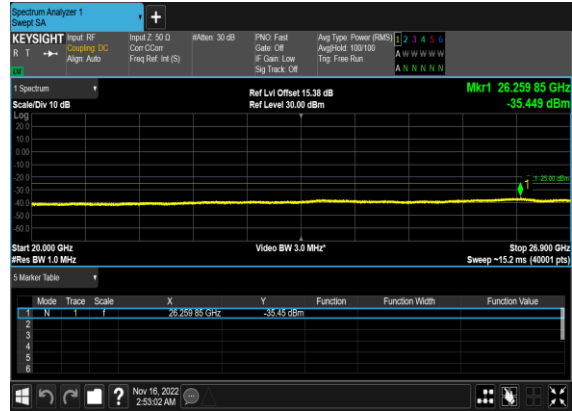 Spectrum Analyzer 1
Swept SA
+
KEYSIGHT Input: RF Input Z: 50 Ω #Atten: 30 dB PNO: Fast Avg Type: Power (RMS) 1 2 3 4 5 6
R T Coupling: DC Corr CCorr Gate: Off Avg|Hold: 100/100 A W W W W W
Align: Auto Freq Ref: Int (S) IF Gain: Low Trig: Free Run
Sig Track: Off A N N N N N
1 Spectrum Ref Lvl Offset 15.38 dB Mkr1 26.259 85 GHz
Scale/Div 10 dB Ref Level 30.00 dBm -35.449 dBm
Log
20.0
10.0
0.00
-10.0
-20.0
-30.0
-40.0
-50.0
-60.0
1
Start 20.000 GHz Video BW 3.0 MHz* Stop 26.900 GHz
#Res BW 1.0 MHz Sweep ~15.2 ms (40001 pts)
5 Marker Table
Mode Trace Scale X Y Function Function Width Function Value
1 N 1 f 26.259 85 GHz -35.45 dBm
2
3
4
5
6
? Nov 16, 2022
2:53:02 AM